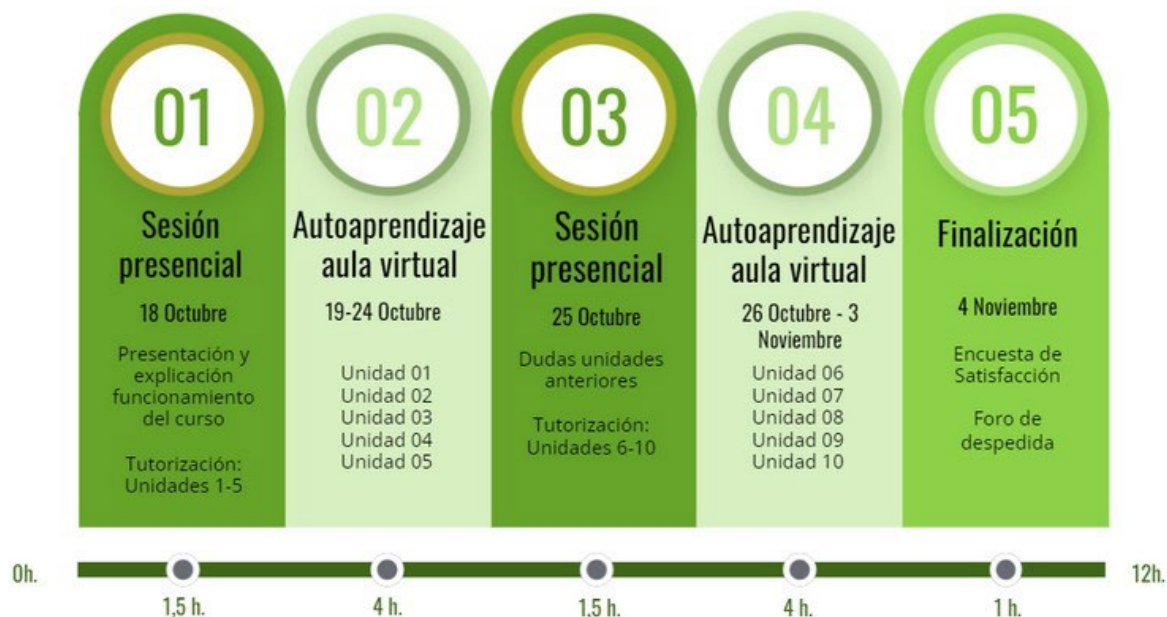 01
Sesión
presencial
18 Octubre
Presentación y
explicación
funcionamiento
del curso
Tutorización:
Unidades 1-5
02
Autoaprendizaje
aula virtual
19-24 Octubre
Unidad 01
Unidad 02
Unidad 03
Unidad 04
Unidad 05
03
Sesión
presencial
25 Octubre
Dudas unidades
anteriores
Tutorización:
Unidades 6-10
04
Autoaprendizaje
aula virtual
26 Octubre - 3
Noviembre
Unidad 06
Unidad 07
Unidad 08
Unidad 09
Unidad 10
05
Finalización
4 Noviembre
Encuesta de
Satisfacción
Foro de
despedida
0h.
12h.
1,5 h.
4 h.
1,5 h.
4 h.
1 h.